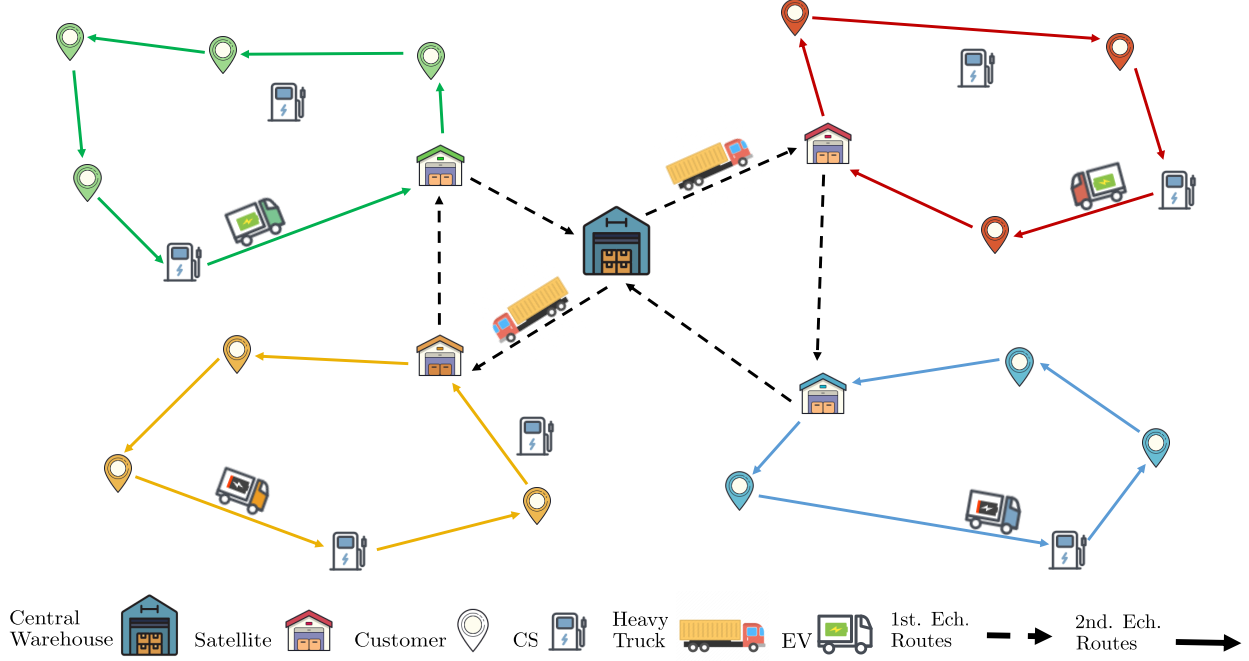 Central
Warehouse
Satellite
Customer
CS
Heavy
Truck
EV
1st. Ech.
Routes
2nd. Ech.
Routes